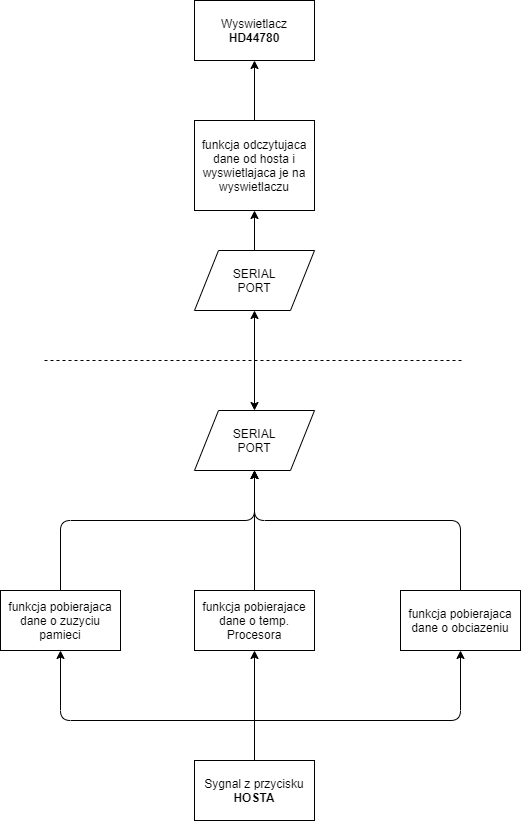 Wyswietlacz
HD44780
funkcja odczytujaca
dane od hosta i
wyswietlajaca je na
wyswietlaczu
SERIAL
PORT
SERIAL
PORT
funkcja pobierajaca
dane o zuzyciu
pamieci
funkcja pobierajace
dane o temp.
Procesora
funkcja pobierajaca
dane o obciazeniu
Sygnal z przycisku
HOSTA